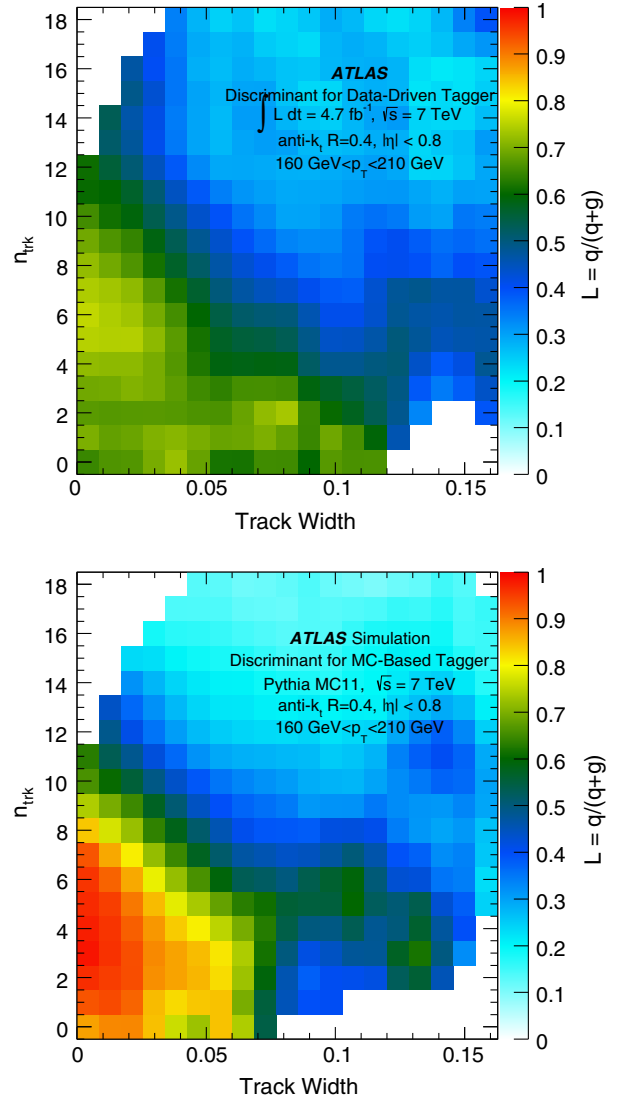 18
16
14
12
10
8
6
4
2
0
n_trk
ATLAS
Discriminant for Data-Driven Tagger
∫ L dt = 4.7 fb⁻¹, √s = 7 TeV
anti-k_t R=0.4, |η| < 0.8
160 GeV<p_T<210 GeV
0 0.05 0.1 0.15
Track Width
1
0.9
0.8
0.7
0.6
0.5
0.4
0.3
0.2
0.1
0
L = q/(q+g)
18
16
14
12
10
8
6
4
2
0
n_trk
ATLAS Simulation
Discriminant for MC-Based Tagger
Pythia MC11, √s = 7 TeV
anti-k_t R=0.4, |η| < 0.8
160 GeV<p_T<210 GeV
0 0.05 0.1 0.15
Track Width
1
0.9
0.8
0.7
0.6
0.5
0.4
0.3
0.2
0.1
0
L = q/(q+g)